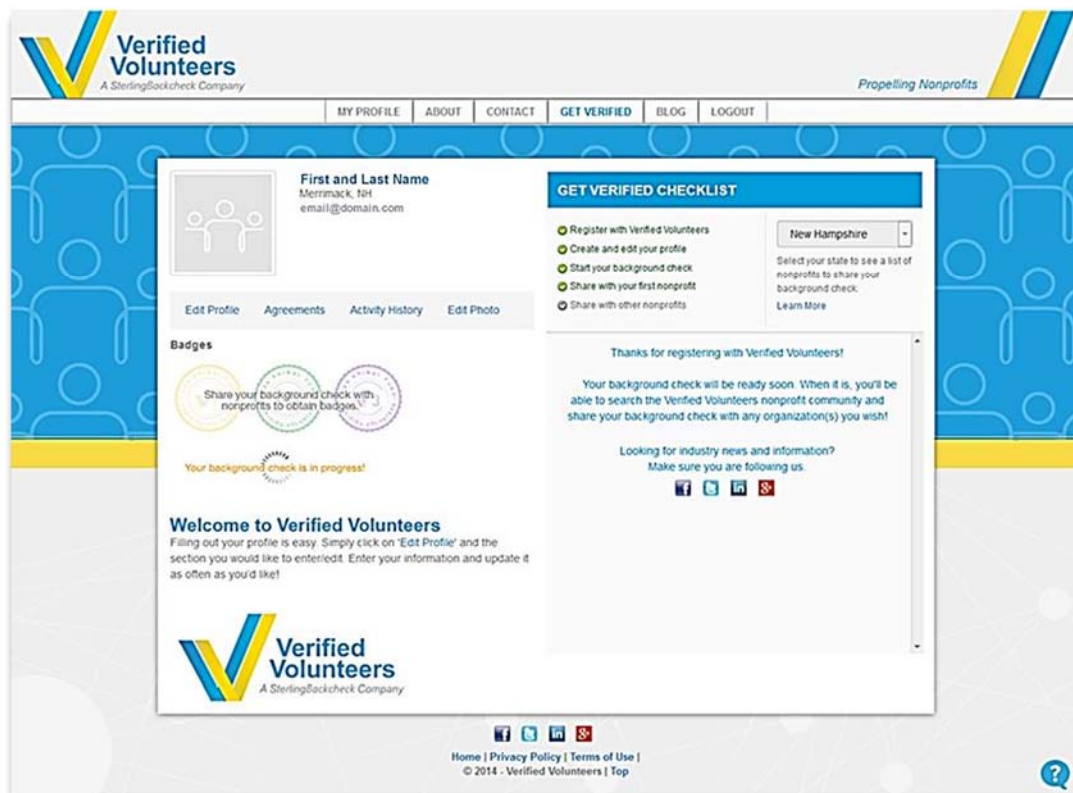 Verified
Volunteers
A SterlingBackcheck Company
Propelling Nonprofits
MY PROFILE ABOUT CONTACT GET VERIFIED BLOG LOGOUT
First and Last Name
Merrimack, NH
email@domain.com
Edit Profile Agreements Activity History Edit Photo
Badges
Share your background check with
nonprofits to obtain badges.
Your background check is in progress!
Welcome to Verified Volunteers
Filling out your profile is easy. Simply click on 'Edit Profile' and the
section you would like to enter/edit. Enter your information and update it
as often as you'd like!
Verified
Volunteers
A SterlingBackcheck Company
GET VERIFIED CHECKLIST
Register with Verified Volunteers
Create and edit your profile
Start your background check
Share with your first nonprofit
Share with other nonprofits
New Hampshire
Select your state to see a list of
nonprofits to share your
background check.
Learn More
Thanks for registering with Verified Volunteers!
Your background check will be ready soon. When it is, you'll be
able to search the Verified Volunteers nonprofit community and
share your background check with any organization(s) you wish!
Looking for industry news and information?
Make sure you are following us.
Home | Privacy Policy | Terms of Use |
© 2014 - Verified Volunteers | Top